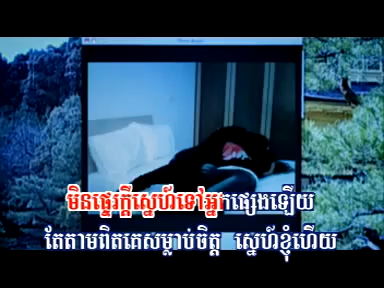 មិនផ្ទេរក្ដីស្នេហ៍ទៅអ្នកផ្សេងឡើយ
តែតាមពិតគេសម្លាប់ចិត្ត ស្នេហ៍ខ្ញុំហើយ